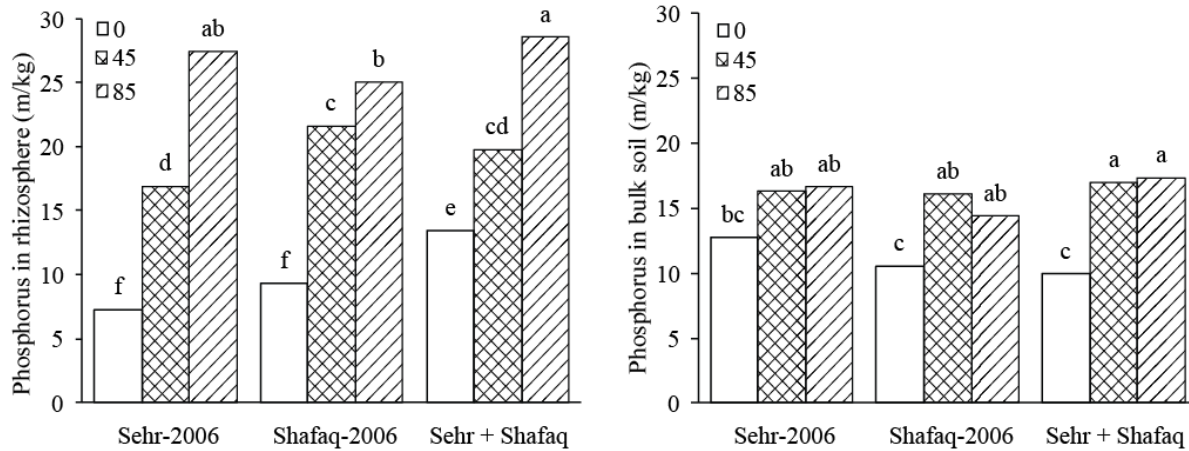 Phosphorus in rhizosphere (m/kg)
30
25
20
15
10
5
0
0
45
85
f
d
ab
f
c
b
e
cd
a
Sehr-2006
Shafaq-2006
Sehr + Shafaq
Phosphorus in bulk soil (m/kg)
30
25
20
15
10
5
0
0
45
85
bc
ab
ab
c
ab
ab
c
a
a
Sehr-2006
Shafaq-2006
Sehr + Shafaq